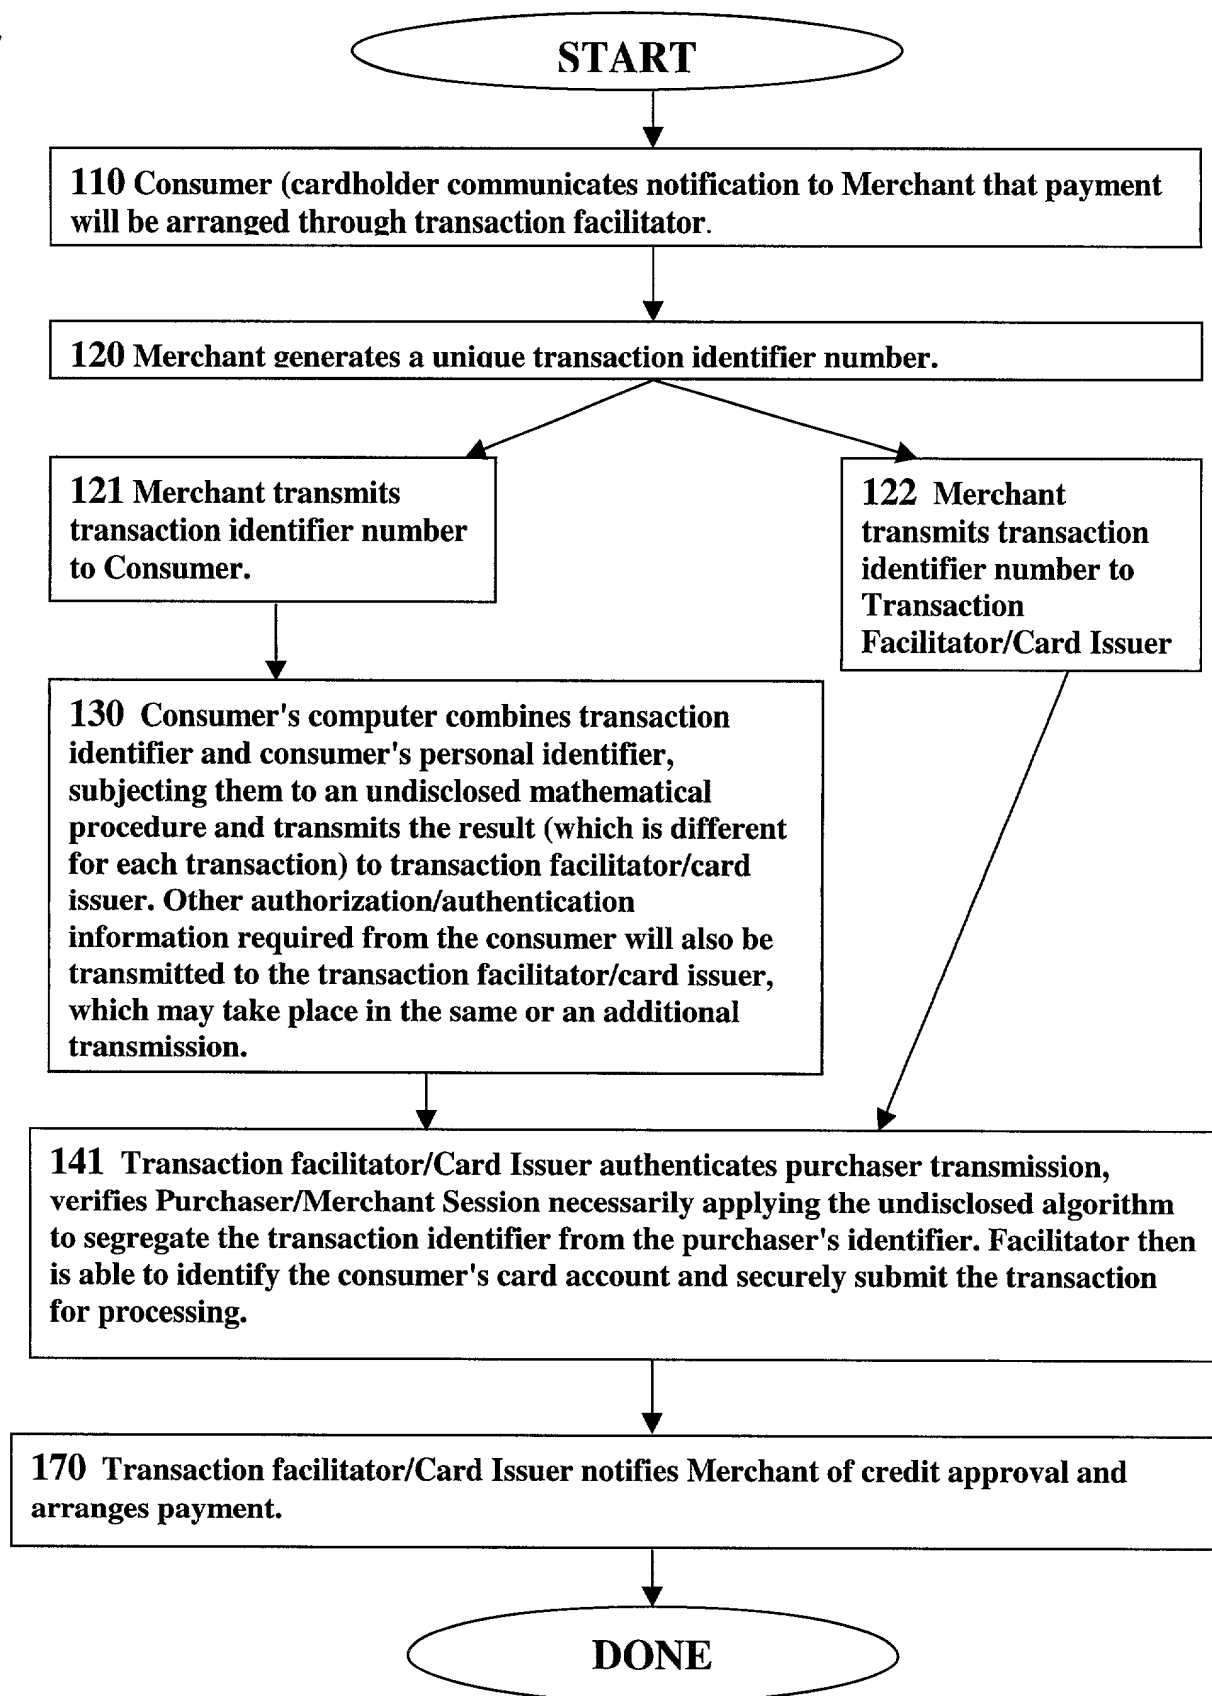 START
110 Consumer (cardholder communicates notification to Merchant that payment
will be arranged through transaction facilitator.
120 Merchant generates a unique transaction identifier number.
121 Merchant transmits
transaction identifier number
to Consumer.
122 Merchant
transmits transaction
identifier number to
Transaction
Facilitator/Card Issuer
130 Consumer's computer combines transaction
identifier and consumer's personal identifier,
subjecting them to an undisclosed mathematical
procedure and transmits the result (which is different
for each transaction) to transaction facilitator/card
issuer. Other authorization/authentication
information required from the consumer will also be
transmitted to the transaction facilitator/card issuer,
which may take place in the same or an additional
transmission.
141 Transaction facilitator/Card Issuer authenticates purchaser transmission,
verifies Purchaser/Merchant Session necessarily applying the undisclosed algorithm
to segregate the transaction identifier from the purchaser's identifier. Facilitator then
is able to identify the consumer's card account and securely submit the transaction
for processing.
170 Transaction facilitator/Card Issuer notifies Merchant of credit approval and
arranges payment.
DONE